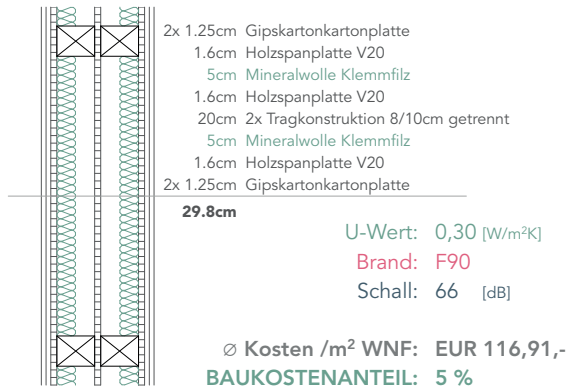 2x 1.25cm Gipskartonkartonplatte
1.6cm Holzspanplatte V20
5cm Mineralwolle Klemmfilz
1.6cm Holzspanplatte V20
20cm 2x Tragkonstruktion 8/10cm getrennt
5cm Mineralwolle Klemmfilz
1.6cm Holzspanplatte V20
2x 1.25cm Gipskartonkartonplatte
29.8cm
U-Wert: 0,30 [W/m²K]
Brand: F90
Schall: 66 [dB]
⌀ Kosten /m² WNF: EUR 116,91,-
BAUKOSTENANTEIL: 5 %